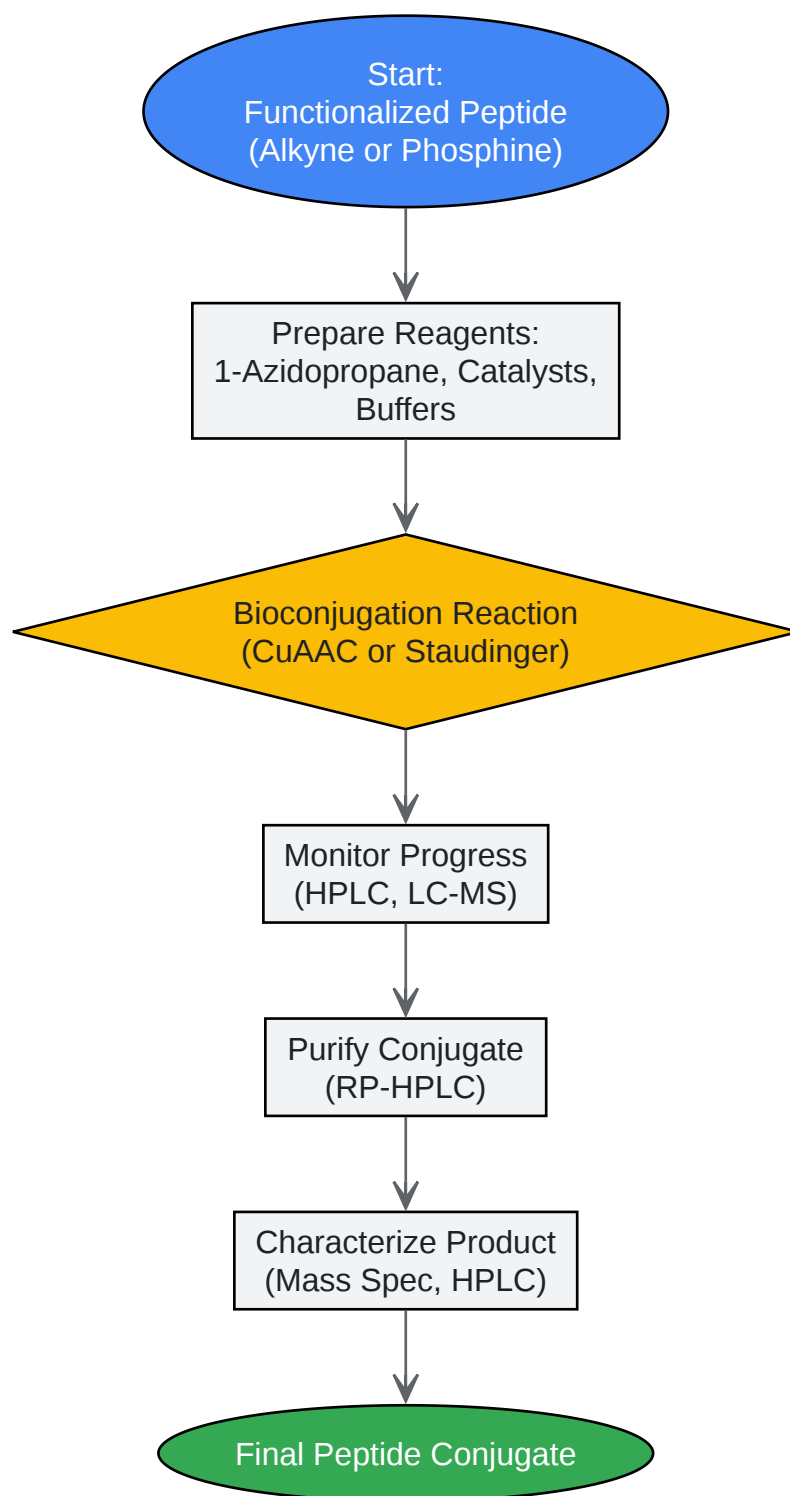 Start:
Functionalized Peptide
(Alkyne or Phosphine)
Prepare Reagents:
1-Azidopropane, Catalysts,
Buffers
Bioconjugation Reaction
(CuAAC or Staudinger)
Monitor Progress
(HPLC, LC-MS)
Purify Conjugate
(RP-HPLC)
Characterize Product
(Mass Spec, HPLC)
Final Peptide Conjugate